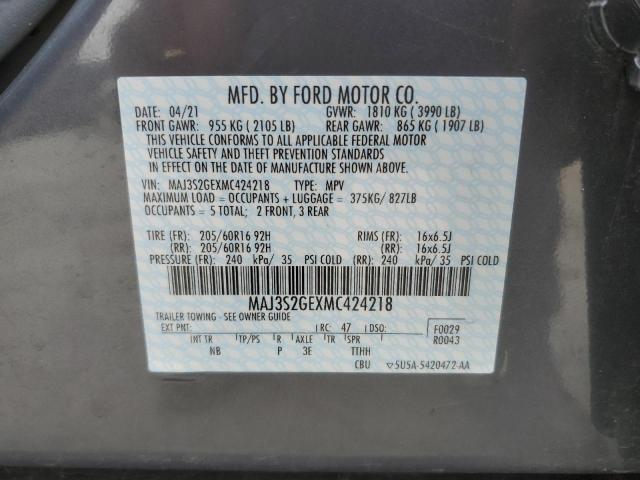 MFD. BY FORD MOTOR CO.
DATE: 04/21 GVWR: 1810 KG ( 3990 LB)
FRONT GAWR: 955 KG ( 2105 LB) REAR GAWR: 865 KG ( 1907 LB)
THIS VEHICLE CONFORMS TO ALL APPLICABLE FEDERAL MOTOR
VEHICLE SAFETY AND THEFT PREVENTION STANDARDS
IN EFFECT ON THE DATE OF MANUFACTURE SHOWN ABOVE.
VIN: MAJ3S2GEXMC424218 TYPE: MPV
MAXIMUM LOAD = OCCUPANTS + LUGGAGE = 375KG/ 827LB
OCCUPANTS = 5 TOTAL; 2 FRONT, 3 REAR
TIRE (FR): 205/60R16 92H RIMS (FR): 16x6.5J
(RR): 205/60R16 92H (RR): 16x6.5J
PRESSURE (FR): 240 kPa/ 35 PSI COLD (RR): 240 kPa/ 35 PSI COLD
MAJ3S2GEXMC424218
TRAILER TOWING - SEE OWNER GUIDE
EXT PNT: RC: 47 DSO: F0029
R0043
INT TR TP/PS R AXLE TR SPR
NB P 3E TTHH
CBU ▽5U5A-5420472-AA